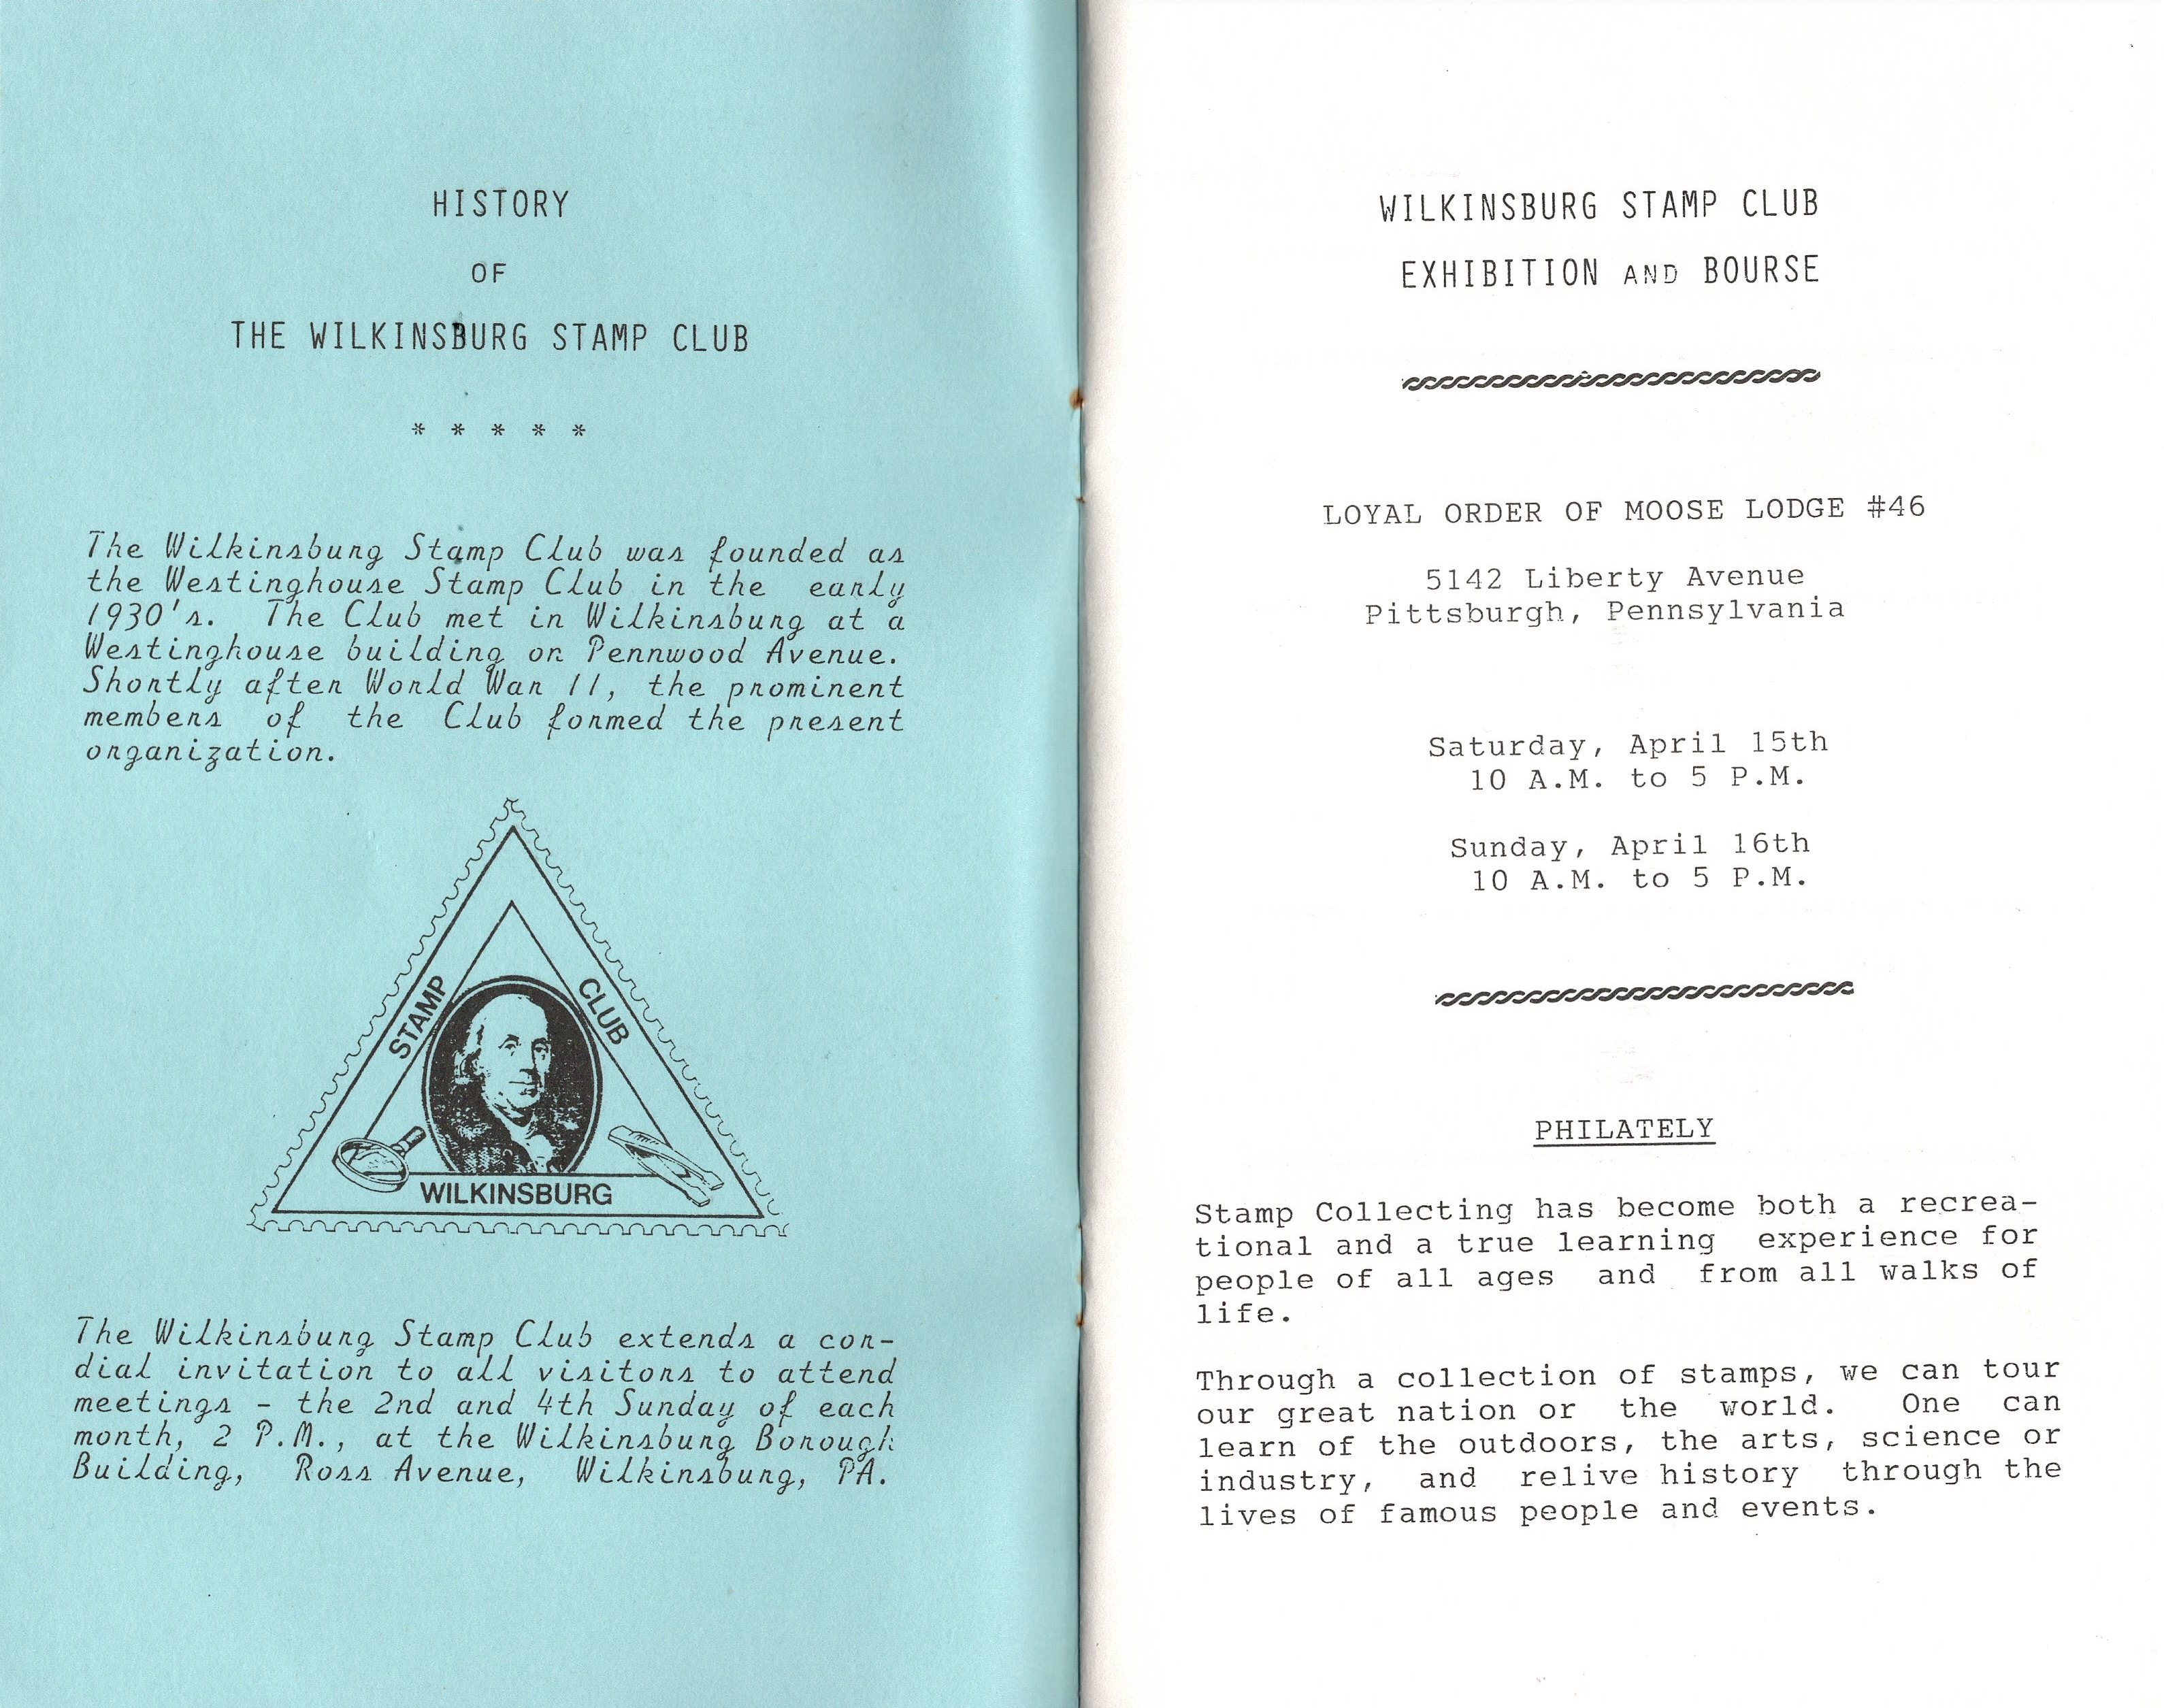 HISTORY
OF
THE WILKINSBURG STAMP CLUB
* * * * *
The Wilkinsburg Stamp Club was founded as
the Westinghouse Stamp Club in the early
1930's. The Club met in Wilkinsburg at a
Westinghouse building on Pennwood Avenue.
Shortly after World War II, the prominent
members of the Club formed the present
organization.
STAMP
CLUB
WILKINSBURG
The Wilkinsburg Stamp Club extends a cor-
dial invitation to all visitors to attend
meetings - the 2nd and 4th Sunday of each
month, 2 P.M., at the Wilkinsburg Borough
Building, Ross Avenue, Wilkinsburg, PA.
WILKINSBURG STAMP CLUB
EXHIBITION AND BOURSE
LOYAL ORDER OF MOOSE LODGE #46
5142 Liberty Avenue
Pittsburgh, Pennsylvania
Saturday, April 15th
10 A.M. to 5 P.M.
Sunday, April 16th
10 A.M. to 5 P.M.
PHILATELY
Stamp Collecting has become both a recrea-
tional and a true learning experience for
people of all ages and from all walks of
life.
Through a collection of stamps, we can tour
our great nation or the world. One can
learn of the outdoors, the arts, science or
industry, and relive history through the
lives of famous people and events.